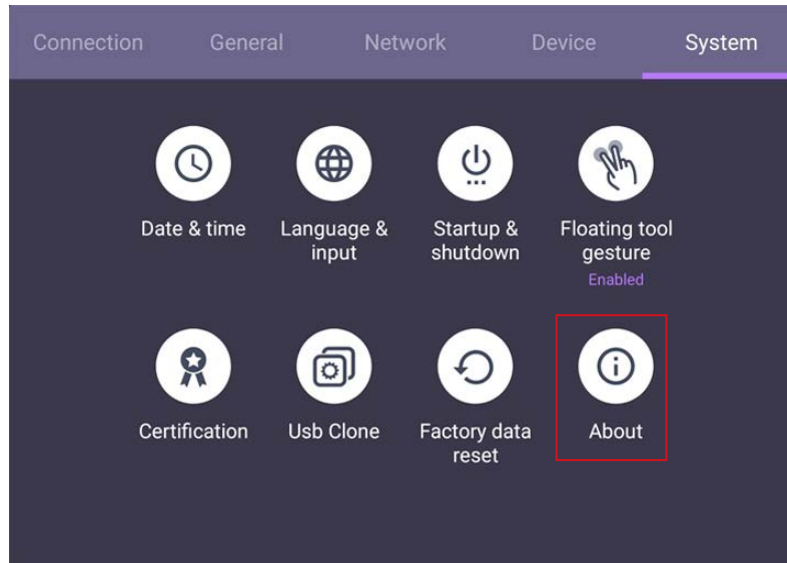 Connection General Network Device System
Date & time
Language &
input
Startup &
shutdown
Floating tool
gesture
Enabled
Certification
Usb Clone
Factory data
reset
About